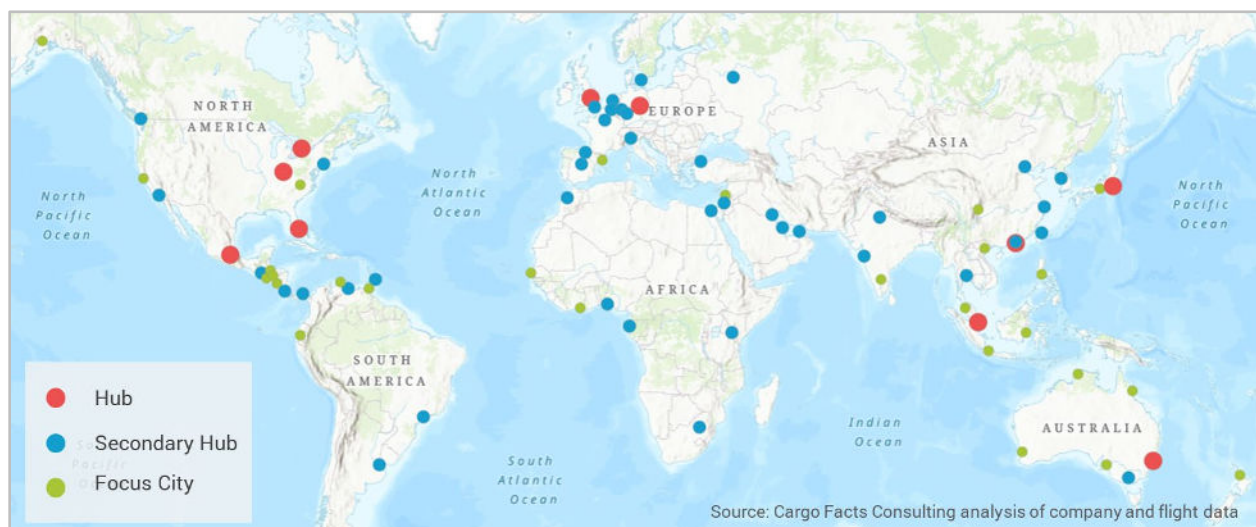 NORTH
AMERICA
EUROPE
ASIA
North
Pacific
Ocean
North
Atlantic
Ocean
North
Pacific
Ocean
AFRICA
SOUTH
AMERICA
Indian
Ocean
AUSTRALIA
South
Atlantic
Ocean
Hub
Secondary Hub
Focus City
Source: Cargo Facts Consulting analysis of company and flight data